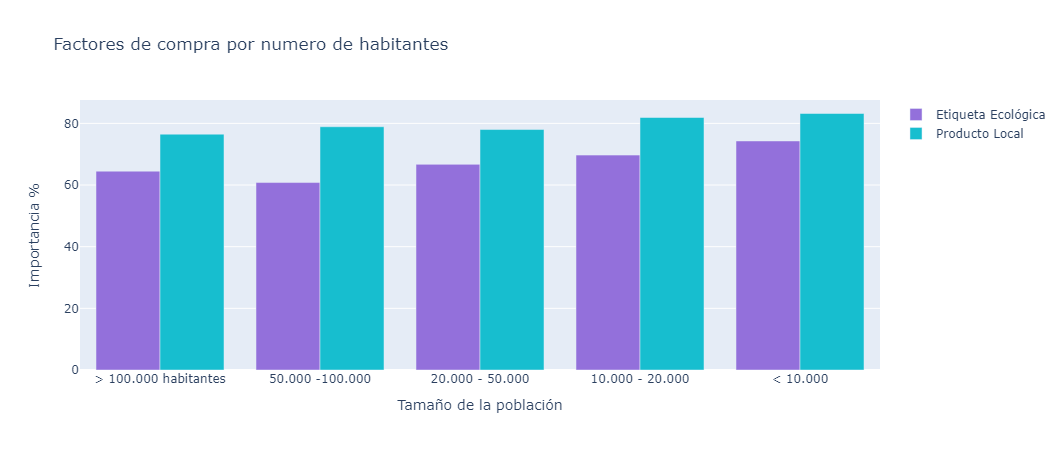 Factores de compra por numero de habitantes
Etiqueta Ecológica
Producto Local
Importancia %
80
60
40
20
0
> 100.000 habitantes
50.000 -100.000
20.000 - 50.000
10.000 - 20.000
< 10.000
Tamaño de la población